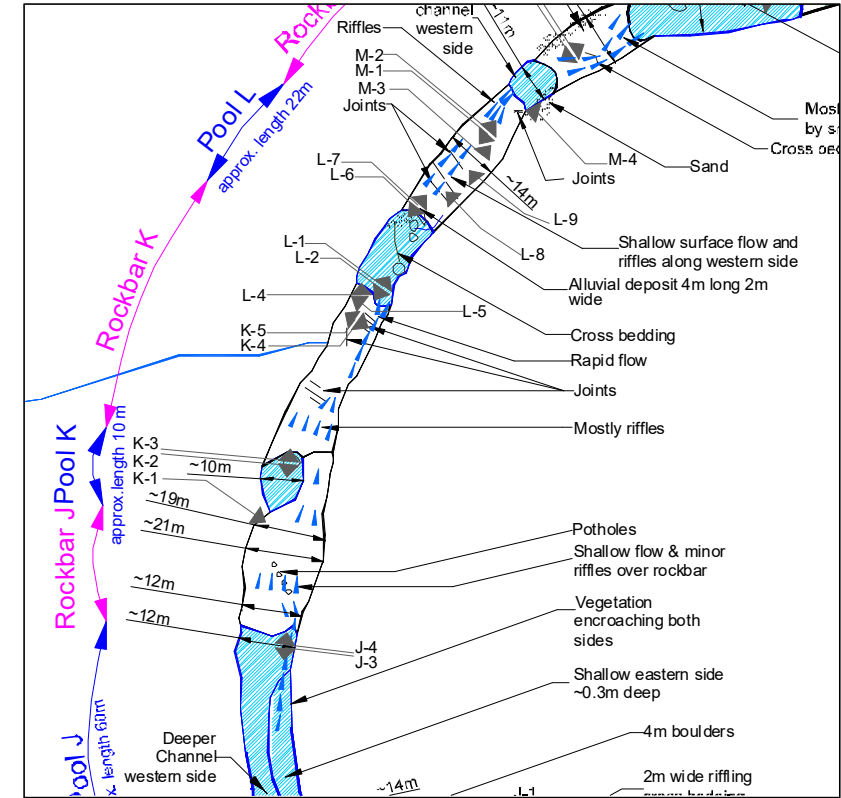 channel
western
side
~11m
Riffles
M-2
M-1
M-3
Joints
Pool L
approx. length 22m
L-7
L-6
M-4
Joints
Sand
~14m
L-9
L-8
Shallow surface flow and
riffles along western side
L-1
L-2
Alluvial deposit 4m long 2m
wide
L-4
L-5
Rockbar K
K-5
K-4
Cross bedding
Rapid flow
Joints
Mostly riffles
Pool K
approx.length 10 m
K-3
K-2
~10m
K-1
~19m
~21m
Rockbar J
Potholes
Shallow flow & minor
riffles over rockbar
~12m
~12m
Vegetation
encroaching both
sides
J-4
J-3
Shallow eastern side
~0.3m deep
Pool J
length 60m
Deeper
Channel
western side
4m boulders
~14m
J-1
2m wide riffling